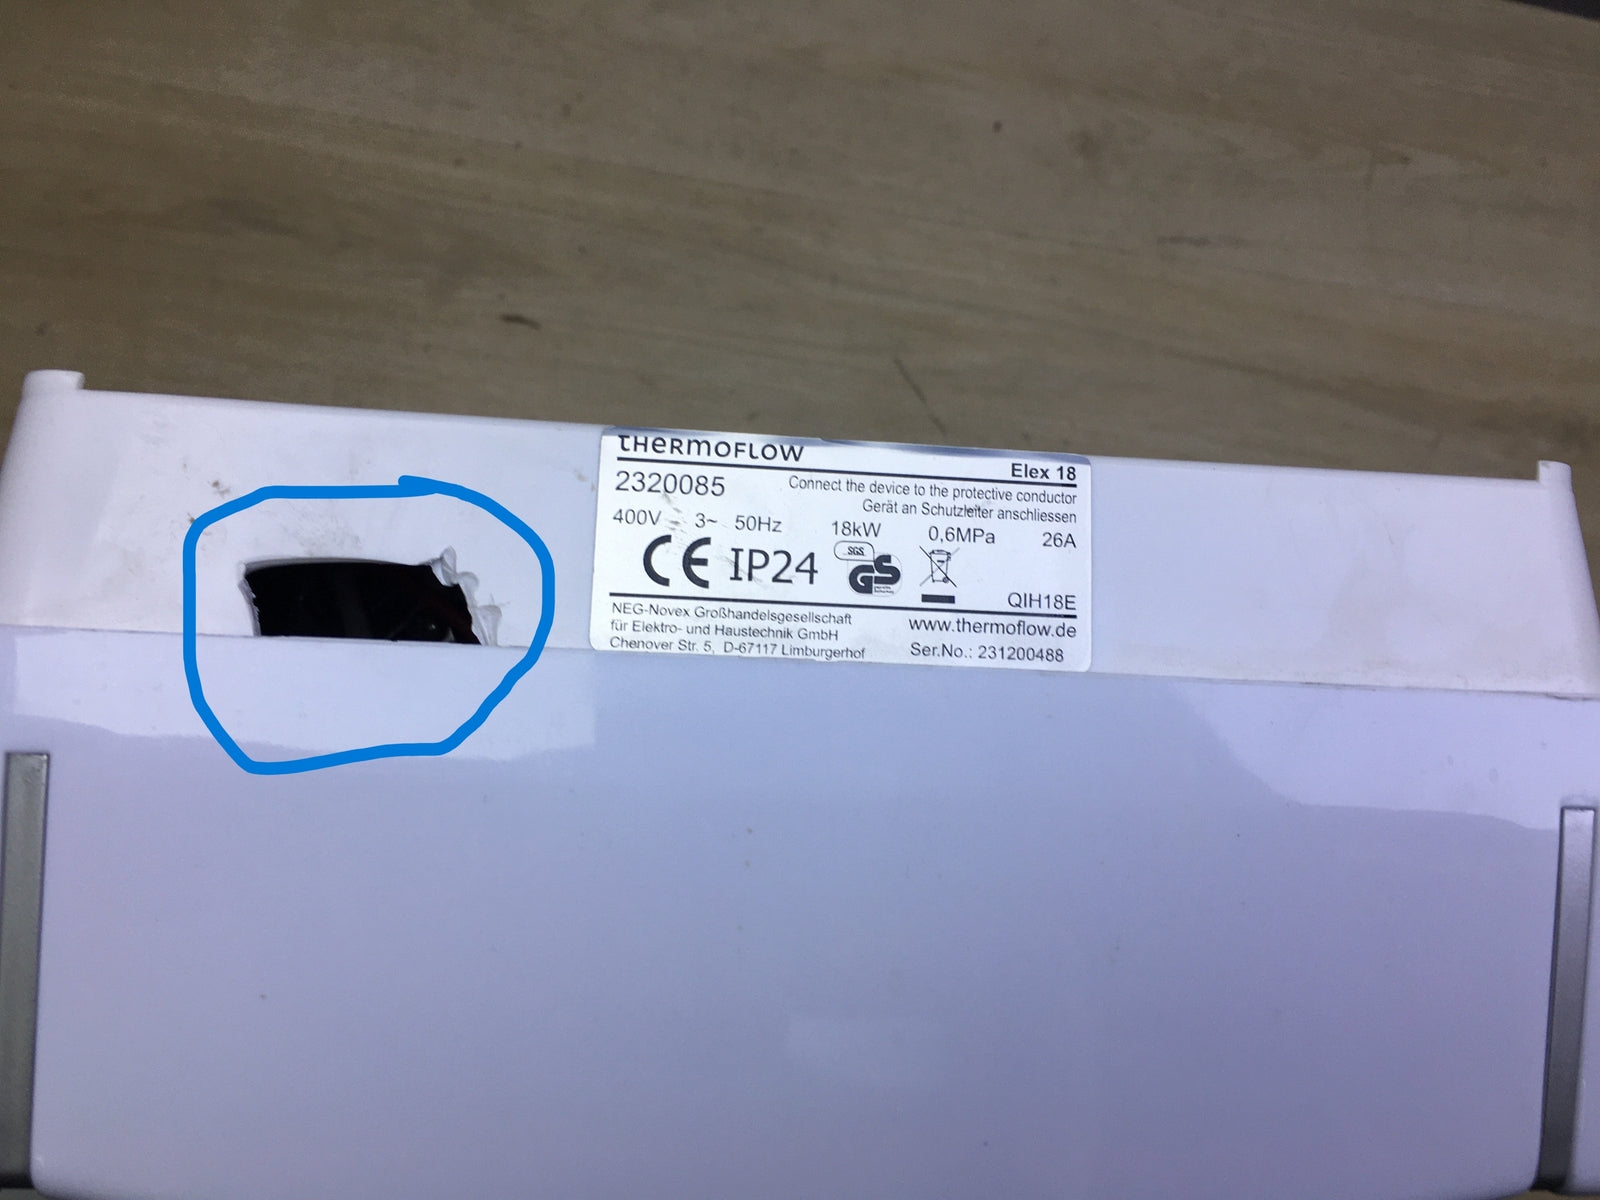 THERMOFLOW
Elex 18
2320085
Connect the device to the protective conductor
Gerät an Schutzleiter anschliessen
400V 3~ 50Hz 18kW 0,6MPa 26A
CE IP24 SGS GS
QIH18E
NEG-Novex Großhandelsgesellschaft
für Elektro- und Haustechnik GmbH
Chenover Str. 5, D-67117 Limburgerhof
www.thermoflow.de
Ser.No.: 231200488